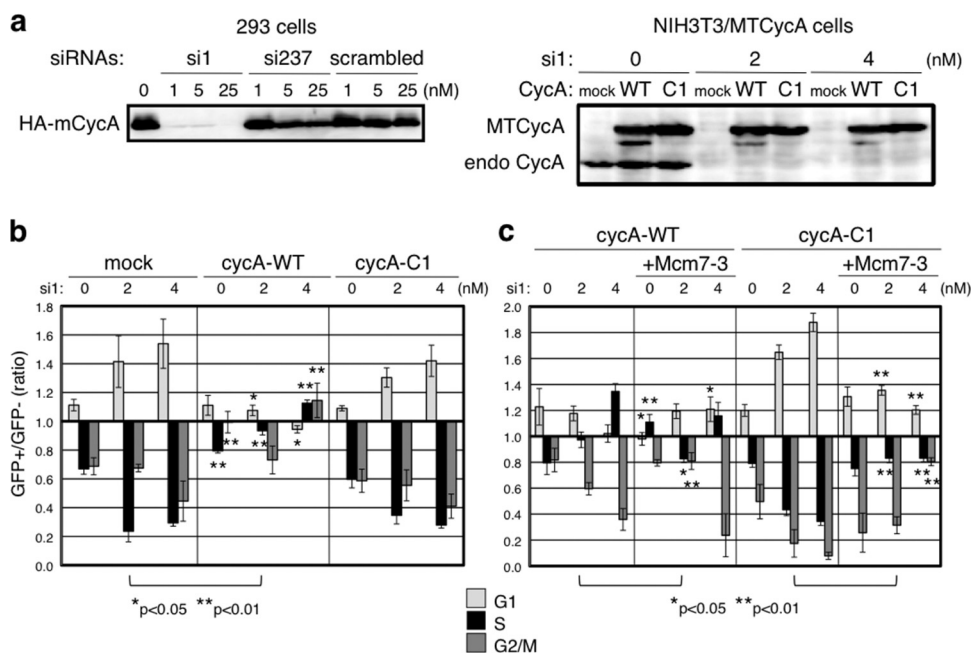 a
293 cells
siRNAs: si1 si237 scrambled
0 1 5 25 1 5 25 1 5 25 (nM)
HA-mCycA
NIH3T3/MTCycA cells
si1: 0 2 4 (nM)
CycA: mock WT C1 mock WT C1 mock WT C1
MTCycA
endo CycA
b
mock cycA-WT cycA-C1
si1: 0 2 4 0 2 4 0 2 4 (nM)
GFP+/GFP- (ratio)
1.8
1.6
1.4
1.2
1.0
0.8
0.6
0.4
0.2
0.0
** ** * ** * ** **
*p<0.05 **p<0.01
c
cycA-WT cycA-C1
+Mcm7-3 +Mcm7-3
si1: 0 2 4 0 2 4 0 2 4 0 2 4 (nM)
2.0
1.8
1.6
1.4
1.2
1.0
0.8
0.6
0.4
0.2
0.0
* ** * ** * ** ** ** ** **
*p<0.05 **p<0.01
G1
S
G2/M